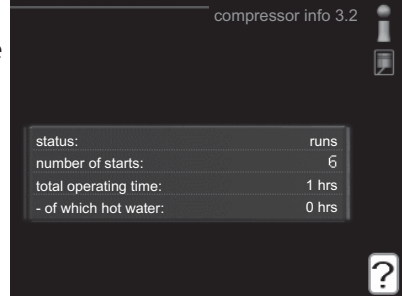 compressor info 3.2
status: runs
number of starts: 6
total operating time: 1 hrs
- of which hot water: 0 hrs
?